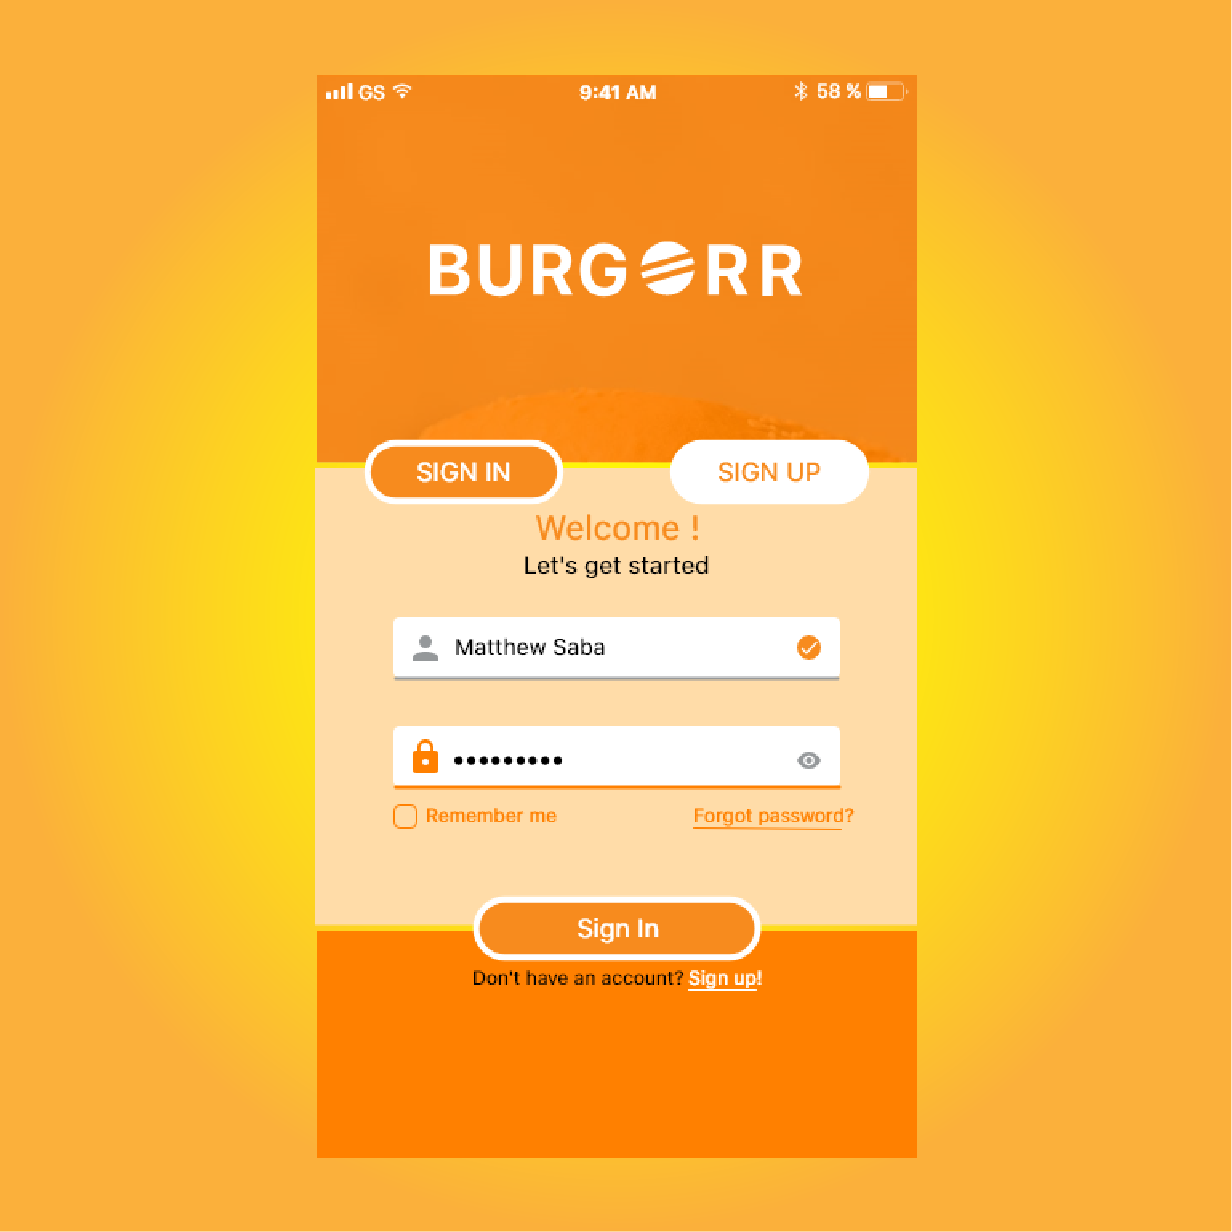 GS 9:41 AM 58 %
BURGORR
SIGN IN SIGN UP
Welcome !
Let's get started
Matthew Saba
•••••••••
Remember me Forgot password?
Sign In
Don't have an account? Sign up!